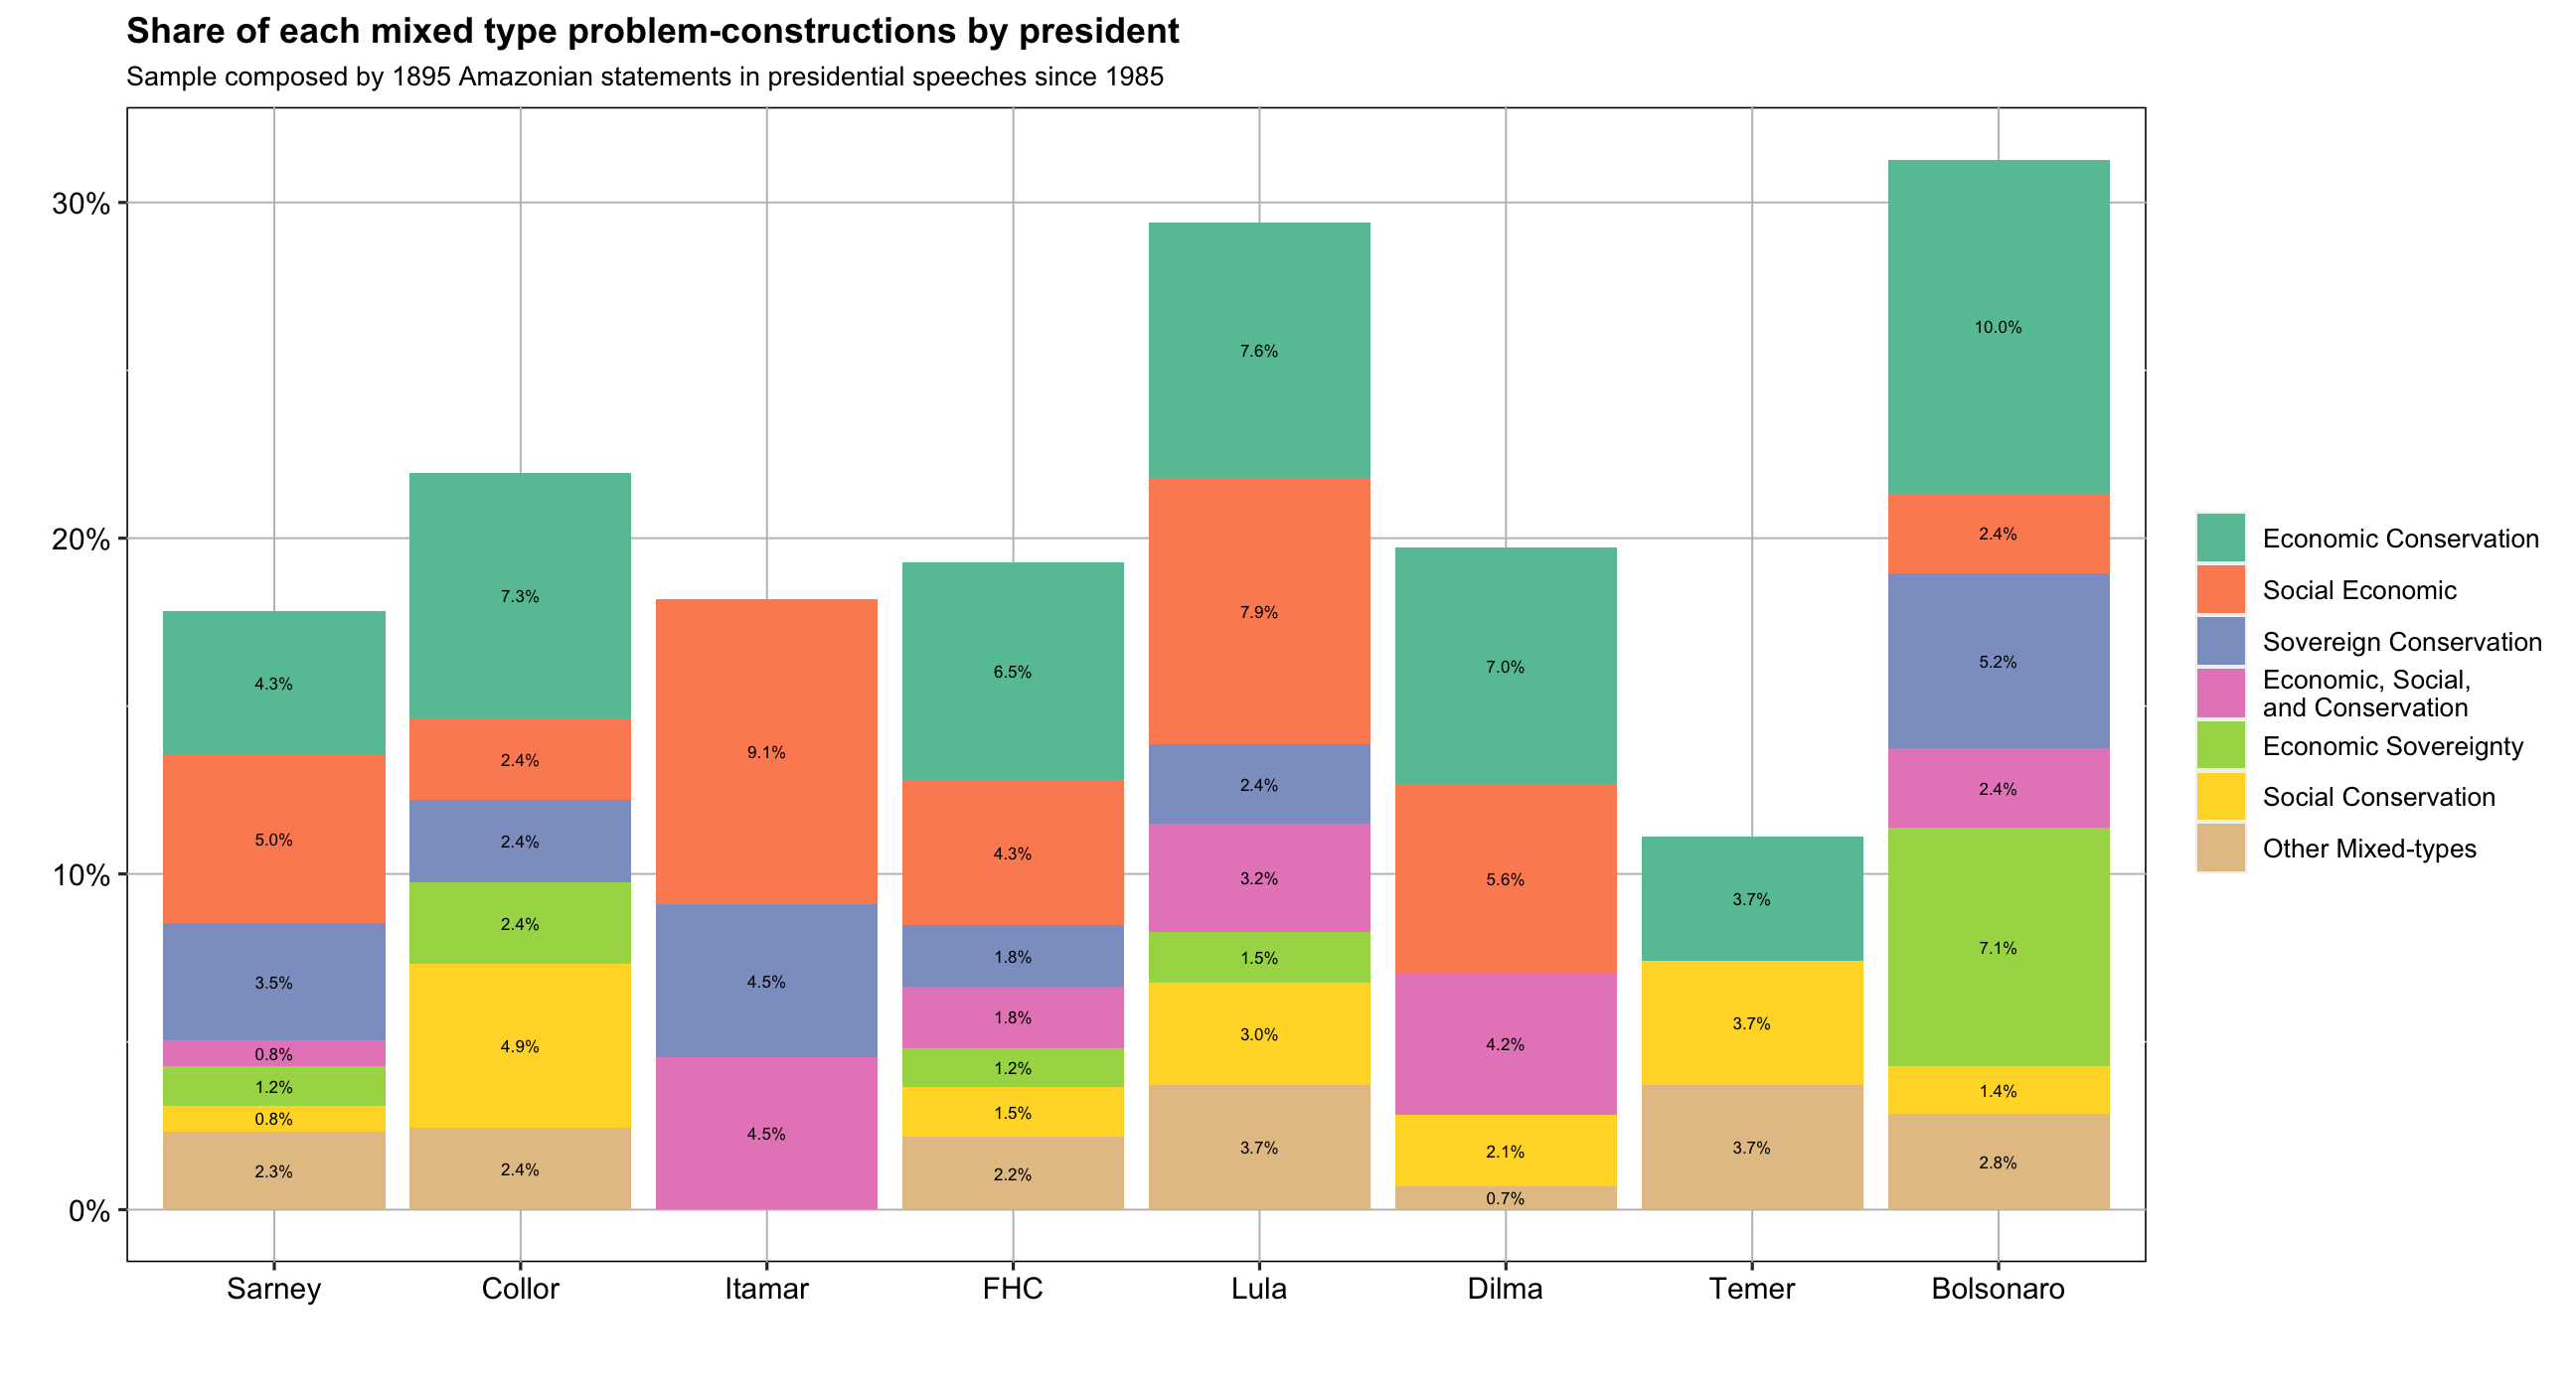 Share of each mixed type problem-constructions by president
Sample composed by 1895 Amazonian statements in presidential speeches since 1985
30%
20%
10%
0%
4.3%
5.0%
3.5%
0.8%
1.2%
0.8%
2.3%
7.3%
2.4%
2.4%
2.4%
4.9%
2.4%
9.1%
4.5%
4.5%
6.5%
4.3%
1.8%
1.8%
1.2%
1.5%
2.2%
7.6%
7.9%
2.4%
3.2%
1.5%
3.0%
3.7%
7.0%
5.6%
4.2%
2.1%
0.7%
3.7%
3.7%
3.7%
10.0%
2.4%
5.2%
2.4%
7.1%
1.4%
2.8%
Sarney
Collor
Itamar
FHC
Lula
Dilma
Temer
Bolsonaro
Economic Conservation
Social Economic
Sovereign Conservation
Economic, Social,
and Conservation
Economic Sovereignty
Social Conservation
Other Mixed-types